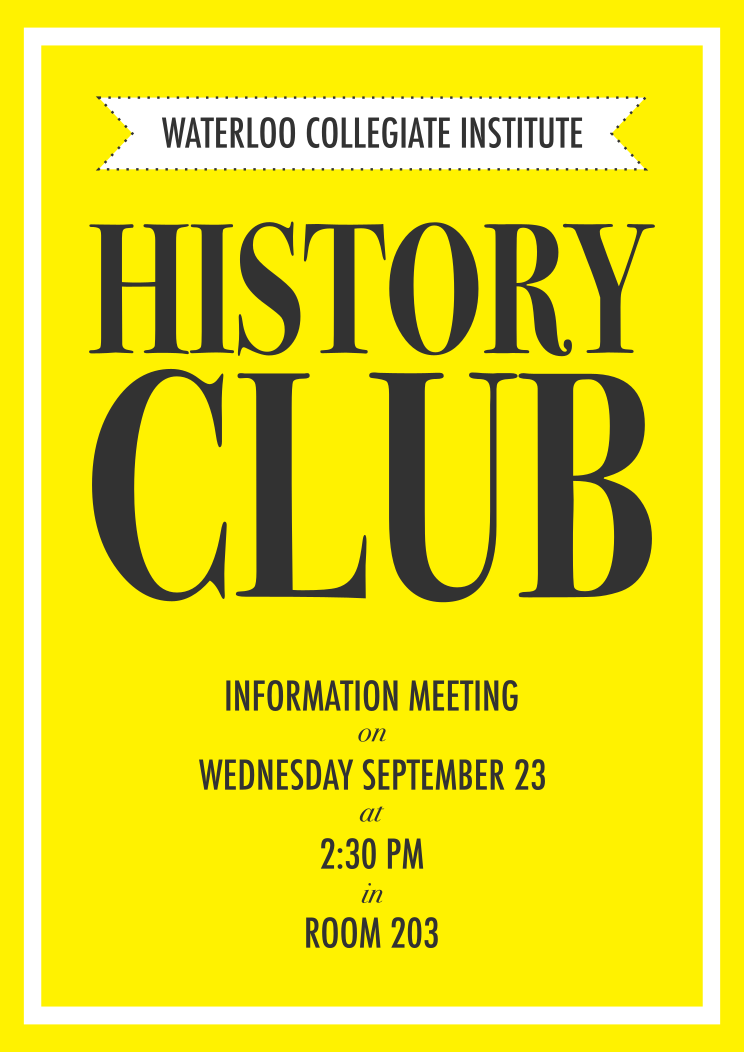 WATERLOO COLLEGIATE INSTITUTE
HISTORY
CLUB
INFORMATION MEETING
on
WEDNESDAY SEPTEMBER 23
at
2:30 PM
in
ROOM 203